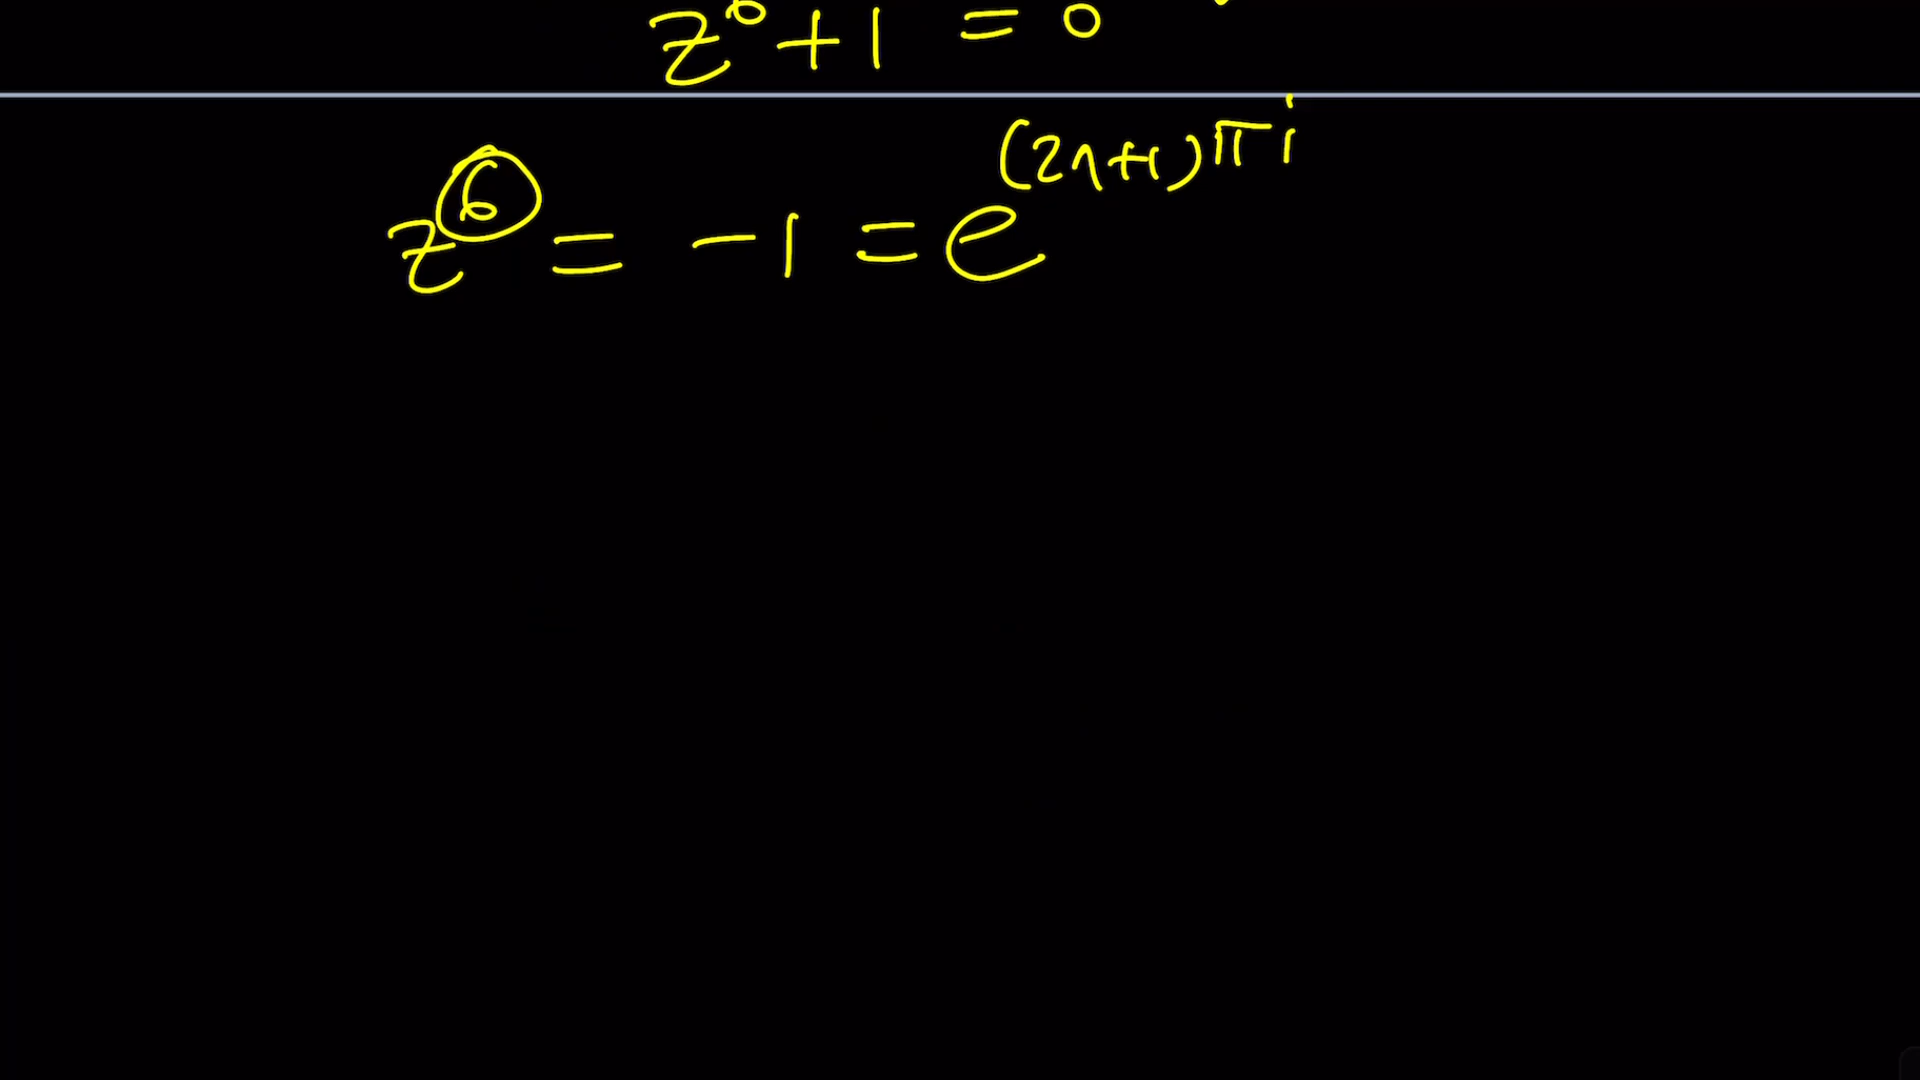 z⁶+1 = 0
z⁶ = -1 = e^(2n+1)πi